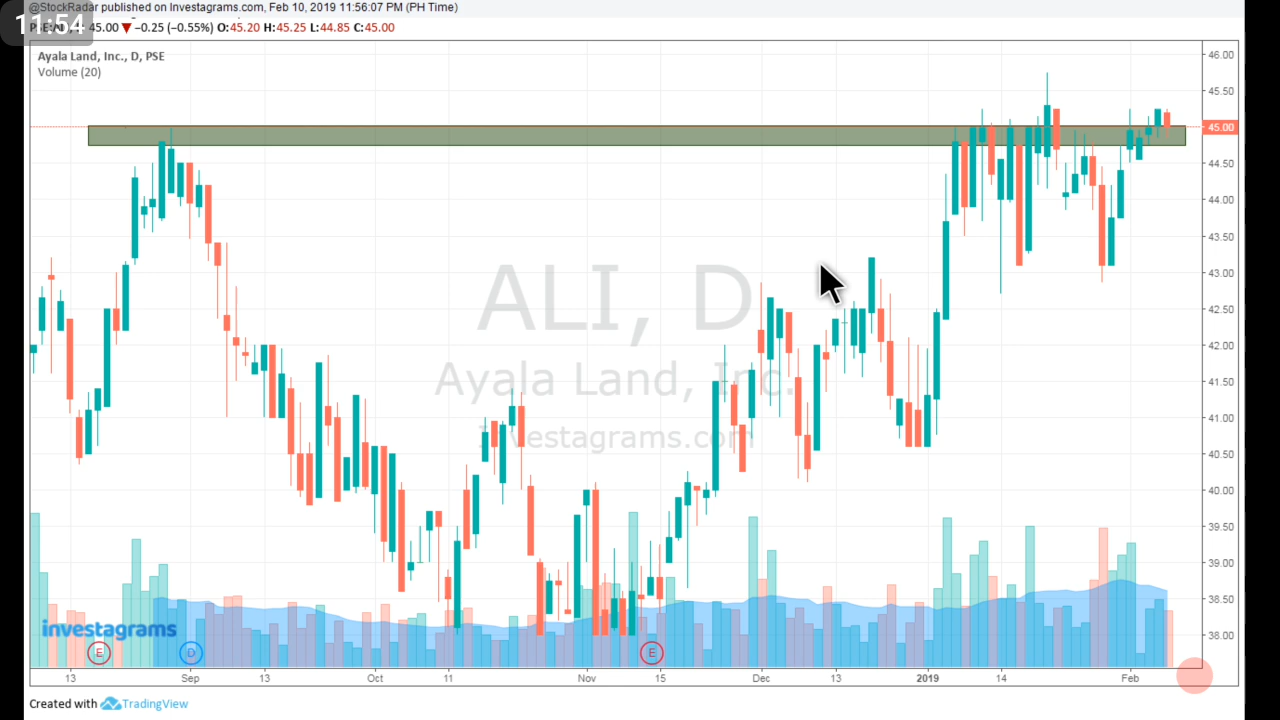 @StockRadar published on Investagrams.com, Feb 10, 2019 11:56:07 PM (PH Time)
11:54
45.00 ▼ −0.25 (−0.55%) O:45.20 H:45.25 L:44.85 C:45.00
Ayala Land, Inc., D, PSE
Volume (20)
46.00
45.50
45.00
44.50
44.00
43.50
43.00
42.50
42.00
41.50
41.00
40.50
40.00
39.50
39.00
38.50
38.00
ALI, D
Ayala Land, Inc.
Investagrams.com
investagrams
E
D
E
13
Sep
13
Oct
11
Nov
15
Dec
13
2019
14
Feb
Created with TradingView